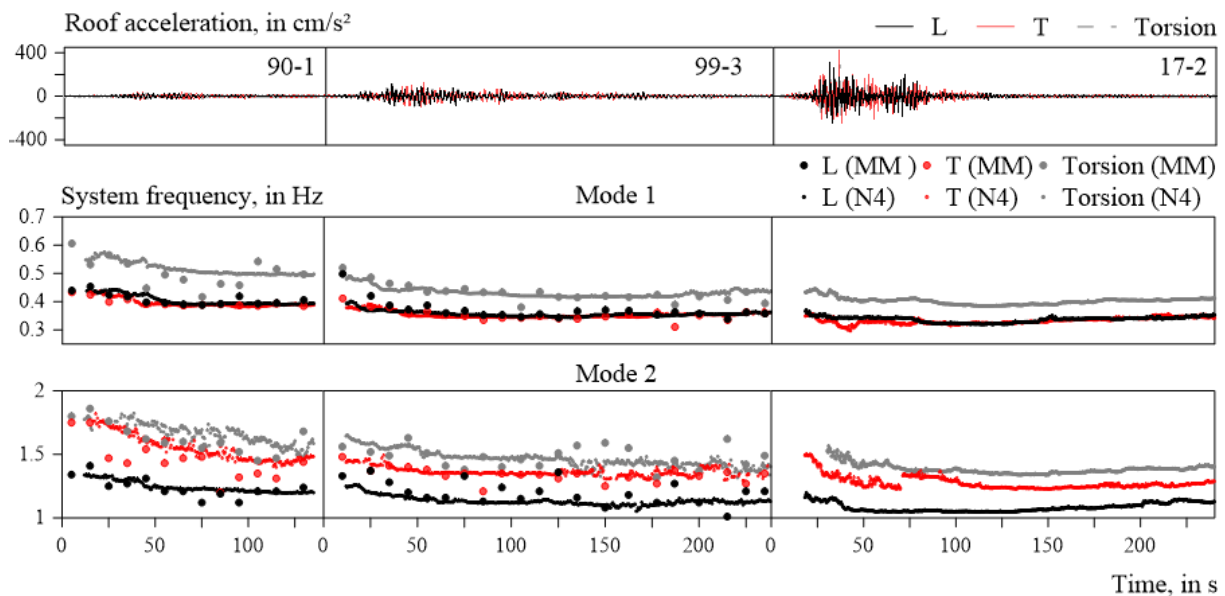 Roof acceleration, in cm/s²
L T Torsion
400
0
-400
90-1
99-3
17-2
L (MM ) T (MM) Torsion (MM)
L (N4) T (N4) Torsion (N4)
System frequency, in Hz
Mode 1
0.7
0.6
0.5
0.4
0.3
Mode 2
2
1.5
1
0 50 100 0 50 100 150 200 0 50 100 150 200
Time, in s